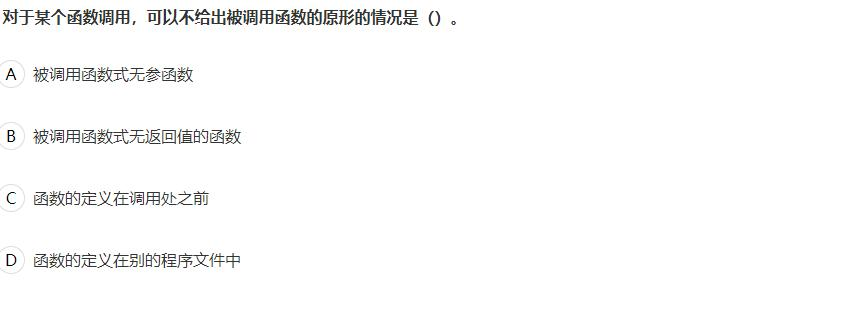 对于某个函数调用，可以不给出被调用函数的原形的情况是（）。
A 被调用函数式无参函数
B 被调用函数式无返回值的函数
C 函数的定义在调用处之前
D 函数的定义在别的程序文件中